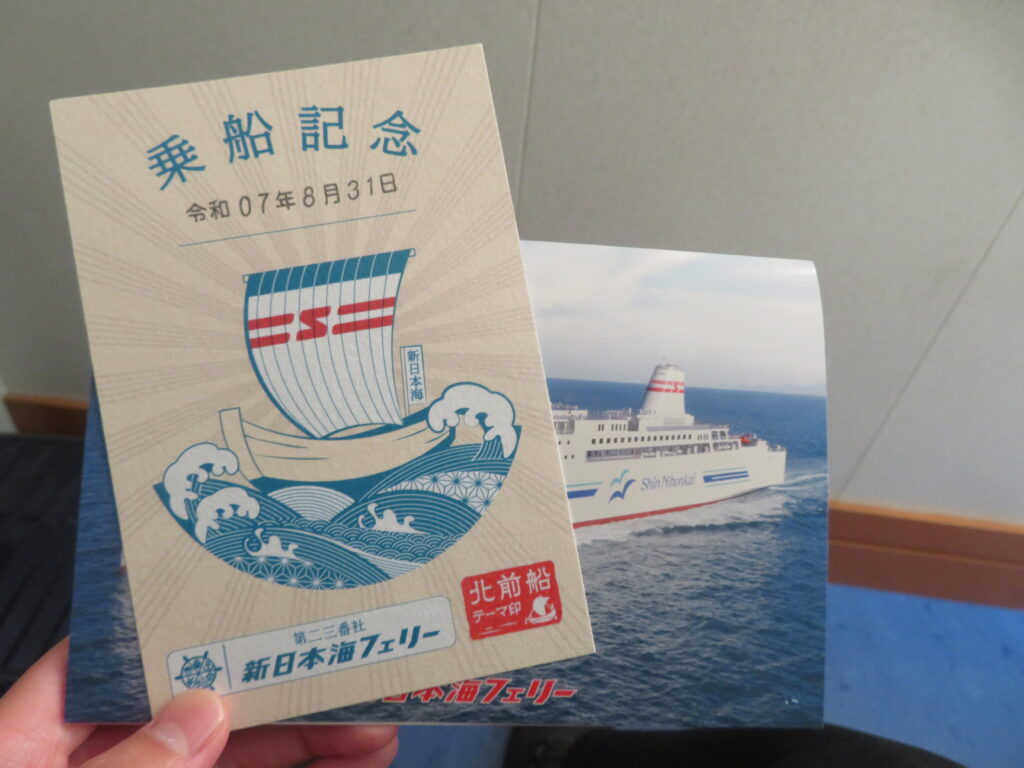 乗船記念
令和07年8月31日
S
新日本海
北前船
テーマ印
第二三番社
新日本海フェリー
S
Shin Nihonkai
日本海フェリー